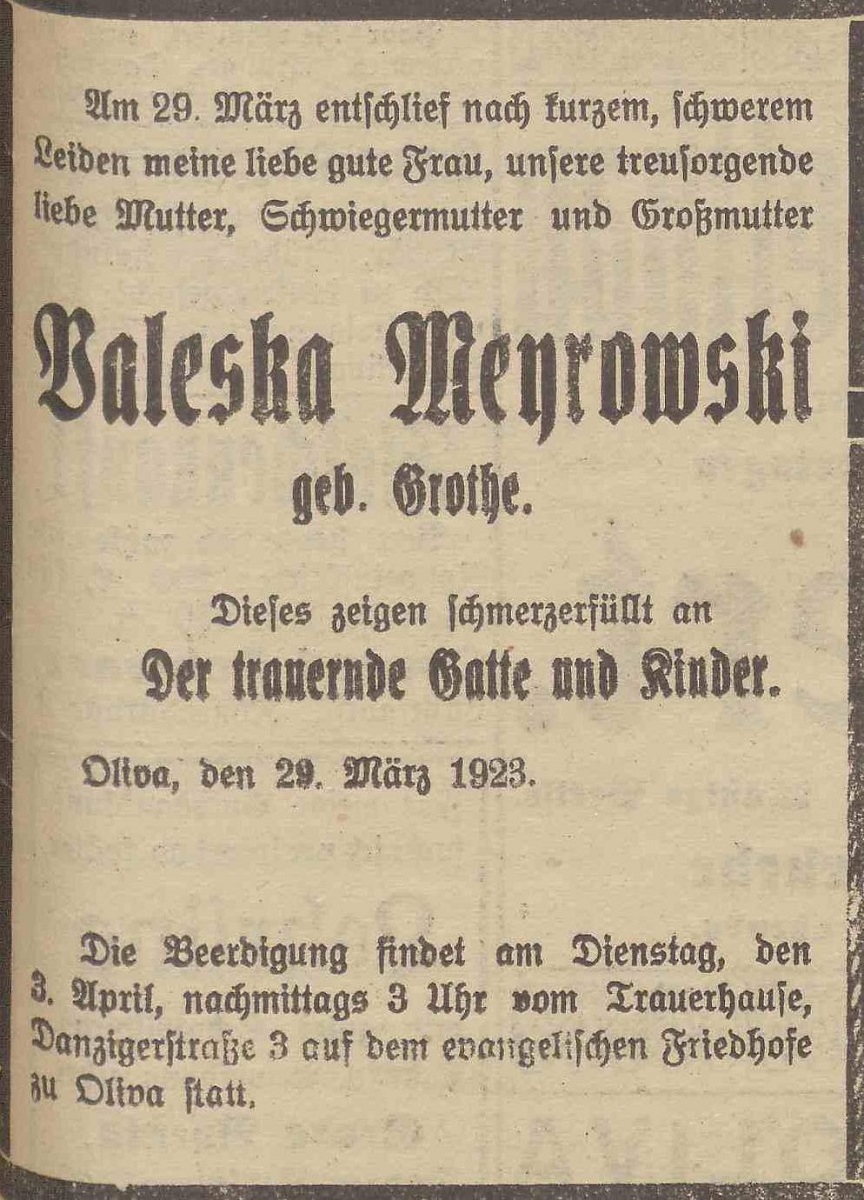 Am 29. März entschlief nach kurzem, schwerem
Leiden meine liebe gute Frau, unsere treusorgende
liebe Mutter, Schwiegermutter und Großmutter
Valeska Meyrowski
geb. Grothe.
Dieses zeigen schmerzerfüllt an
Der trauernde Gatte und Kinder.
Oliva, den 29. März 1923.
Die Beerdigung findet am Dienstag, den
3. April, nachmittags 3 Uhr vom Trauerhause,
Danzigerstraße 3 auf dem evangelischen Friedhofe
zu Oliva statt.